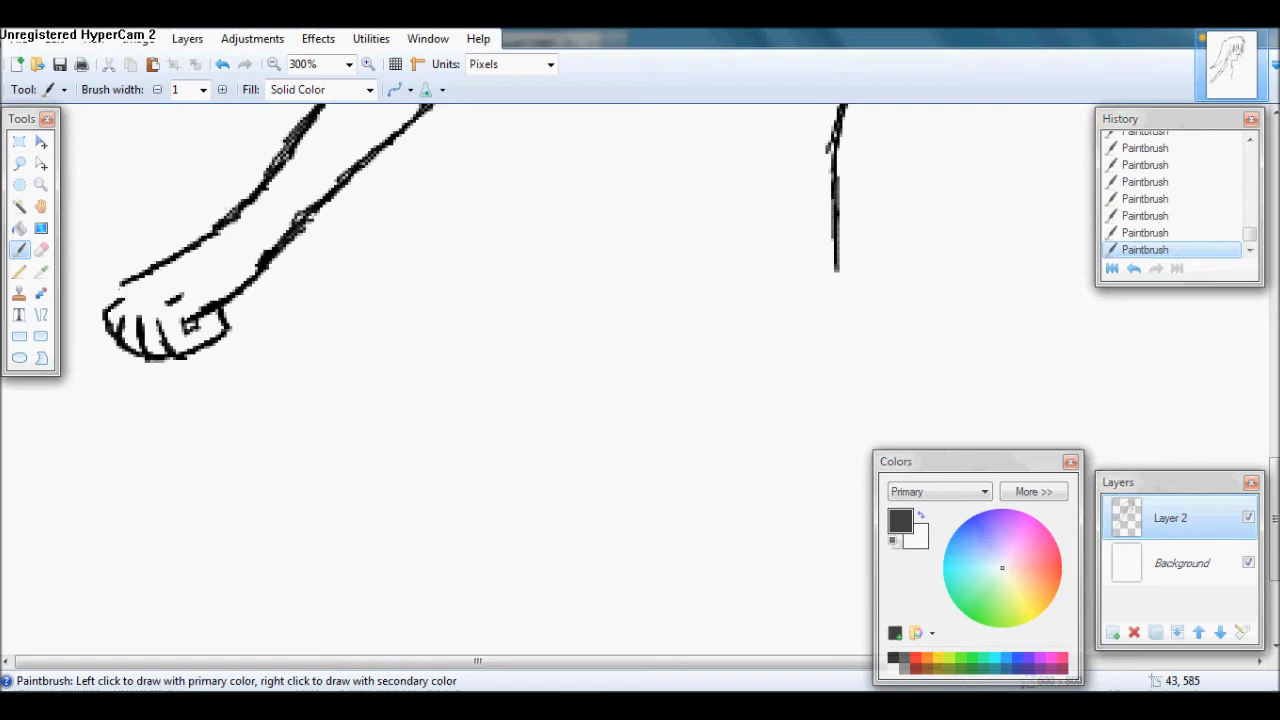 Unregistered HyperCam 2
Layers Adjustments Effects Utilities Window Help
300% Units: Pixels
Tool: Brush width: 1 Fill: Solid Color
Tools
History
Paintbrush
Paintbrush
Paintbrush
Paintbrush
Paintbrush
Paintbrush
Paintbrush
Paintbrush
Colors
Primary
More >>
Layers
Layer 2
Background
Paintbrush: Left click to draw with primary color, right click to draw with secondary color
43, 585